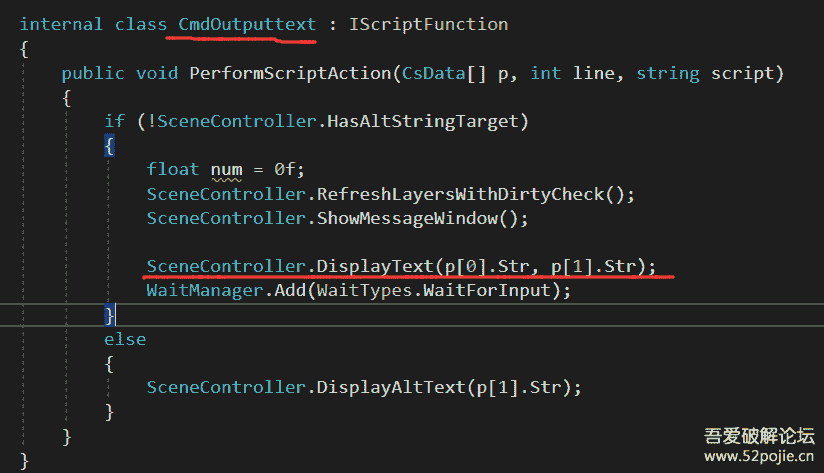 internal class CmdOutputtext : IScriptFunction
{
public void PerformScriptAction(CsData[] p, int line, string script)
{
if (!SceneController.HasAltStringTarget)
{
float num = 0f;
SceneController.RefreshLayersWithDirtyCheck();
SceneController.ShowMessageWindow();
SceneController.DisplayText(p[0].Str, p[1].Str);
WaitManager.Add(WaitTypes.WaitForInput);
}
else
{
SceneController.DisplayAltText(p[1].Str);
}
}
}
吾爱破解论坛
www.52pojie.cn